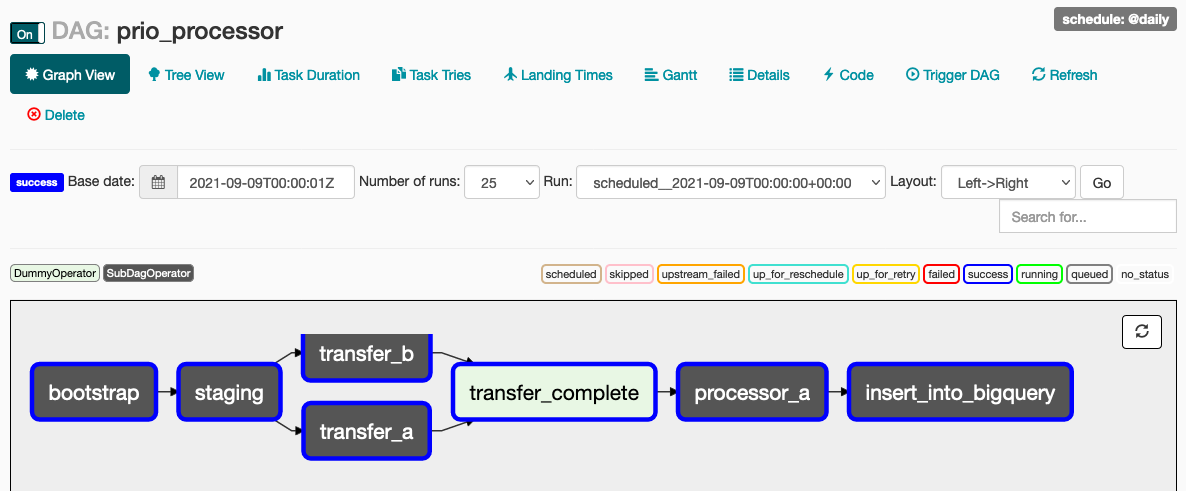 On DAG: prio_processor schedule: @daily
Graph View Tree View Task Duration Task Tries Landing Times Gantt Details Code Trigger DAG Refresh
Delete
success Base date: 2021-09-09T00:00:01Z Number of runs: 25 Run: scheduled__2021-09-09T00:00:00+00:00 Layout: Left->Right Go
Search for...
DummyOperator SubDagOperator scheduled skipped upstream_failed up_for_reschedule up_for_retry failed success running queued no_status
transfer_b
bootstrap staging transfer_complete processor_a insert_into_bigquery
transfer_a